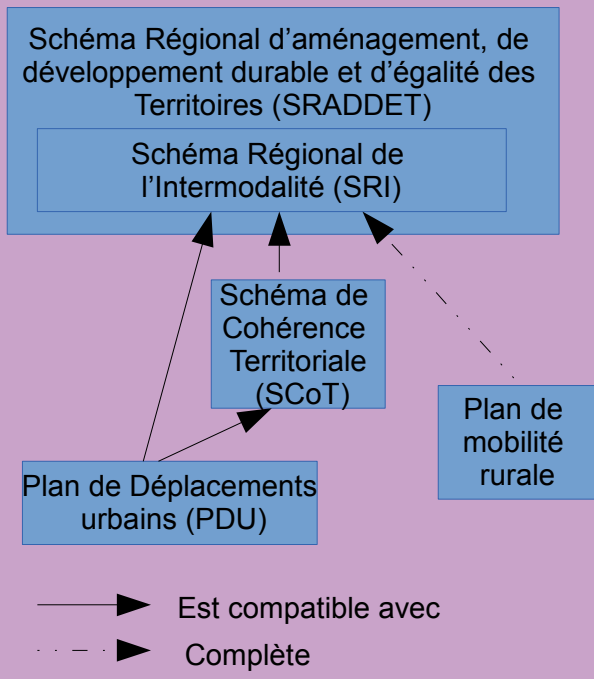 Schéma Régional d’aménagement, de
développement durable et d’égalité des
Territoires (SRADDET)
Schéma Régional de
l’Intermodalité (SRI)
Schéma de
Cohérence
Territoriale
(SCoT)
Plan de
mobilité
rurale
Plan de Déplacements
urbains (PDU)
Est compatible avec
Complète